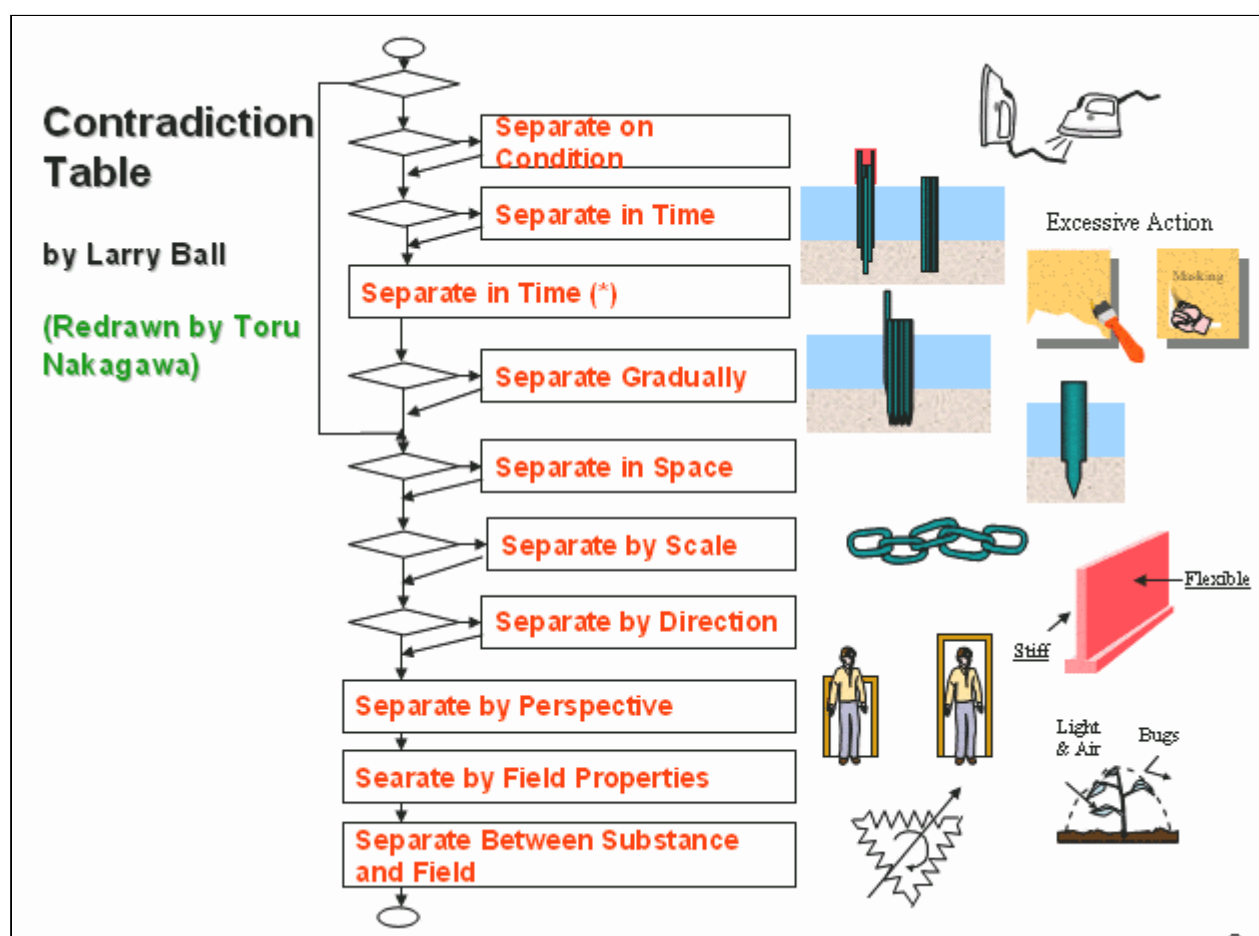 Contradiction
Table
by Larry Ball
(Redrawn by Toru
Nakagawa)
Separate on
Condition
Separate in Time
Separate in Time (*)
Separate Gradually
Separate in Space
Separate by Scale
Separate by Direction
Separate by Perspective
Searate by Field Properties
Separate Between Substance
and Field
Excessive Action
Masking
Flexible
Stiff
Light
& Air
Bugs